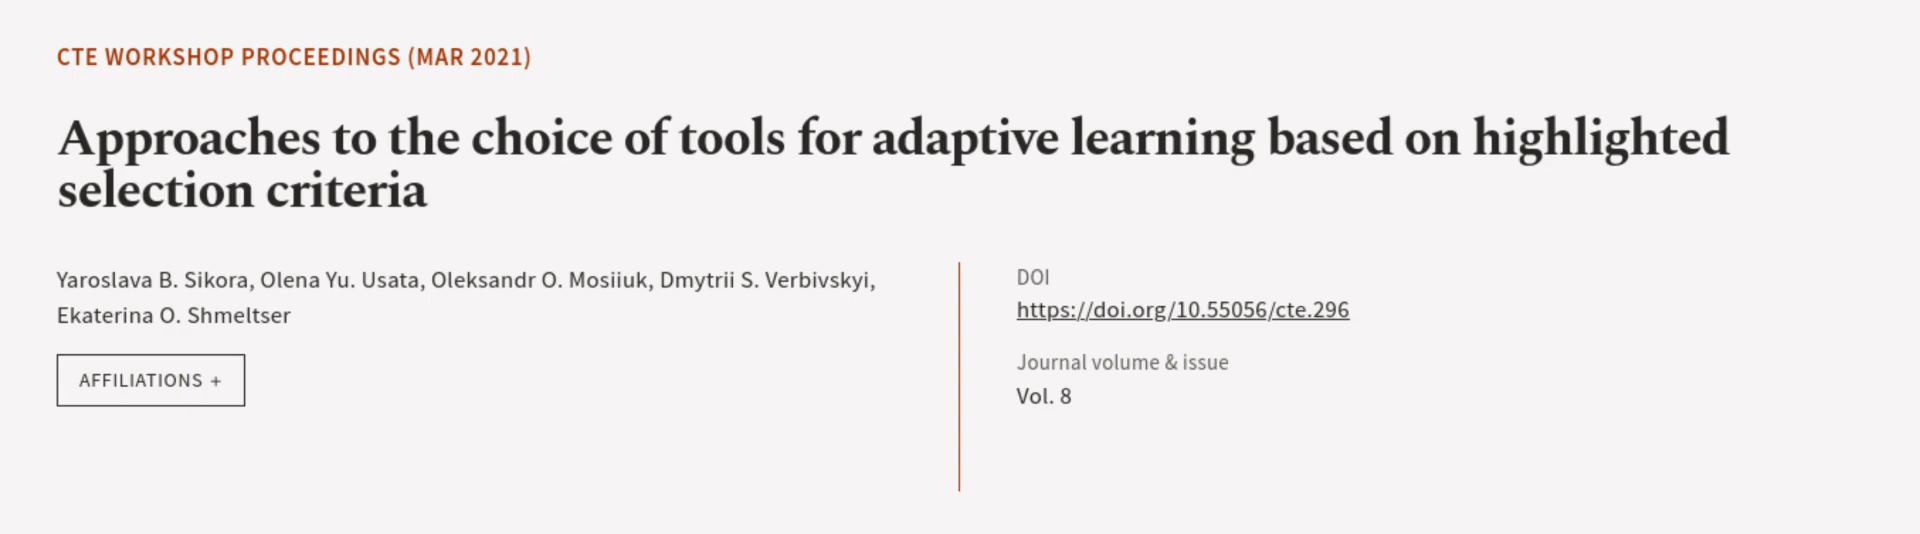 CTE WORKSHOP PROCEEDINGS (MAR 2021)
Approaches to the choice of tools for adaptive learning based on highlighted
selection criteria
Yaroslava B. Sikora, Olena Yu. Usata, Oleksandr O. Mosiiuk, Dmytrii S. Verbivskyi,
Ekaterina O. Shmeltser
AFFILIATIONS +
DOI
https://doi.org/10.55056/cte.296
Journal volume & issue
Vol. 8